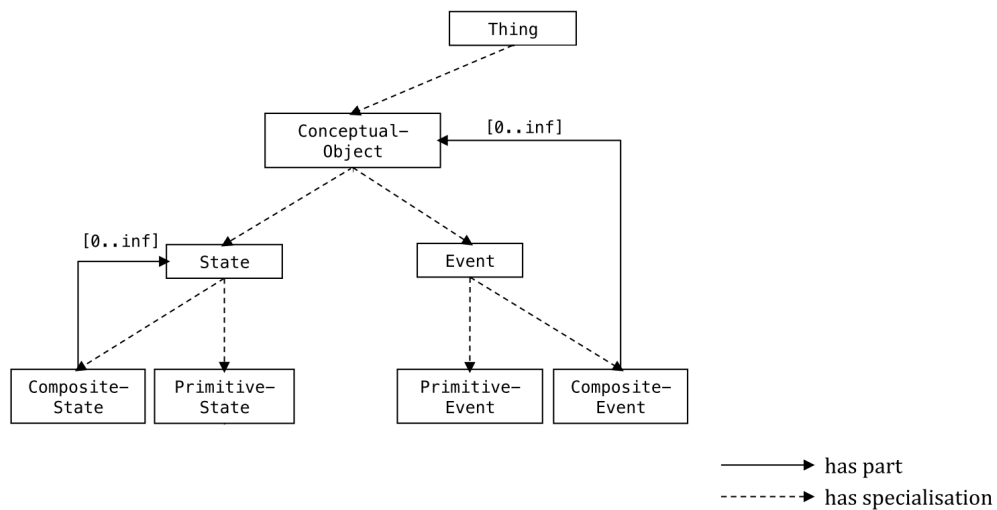 Thing
Conceptual-
Object
[0..inf]
[0..inf]
State
Event
Composite-
State
Primitive-
State
Primitive-
Event
Composite-
Event
has part
has specialisation